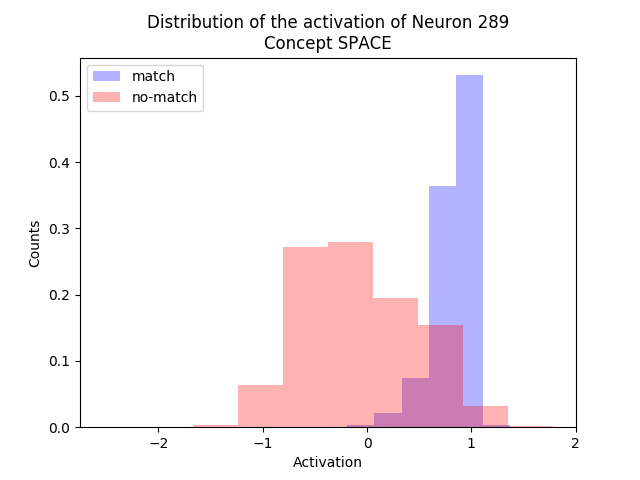 Distribution of the activation of Neuron 289
Concept SPACE
match
no-match
0.5
0.4
0.3
0.2
0.1
0.0
Counts
−2
−1
0
1
2
Activation